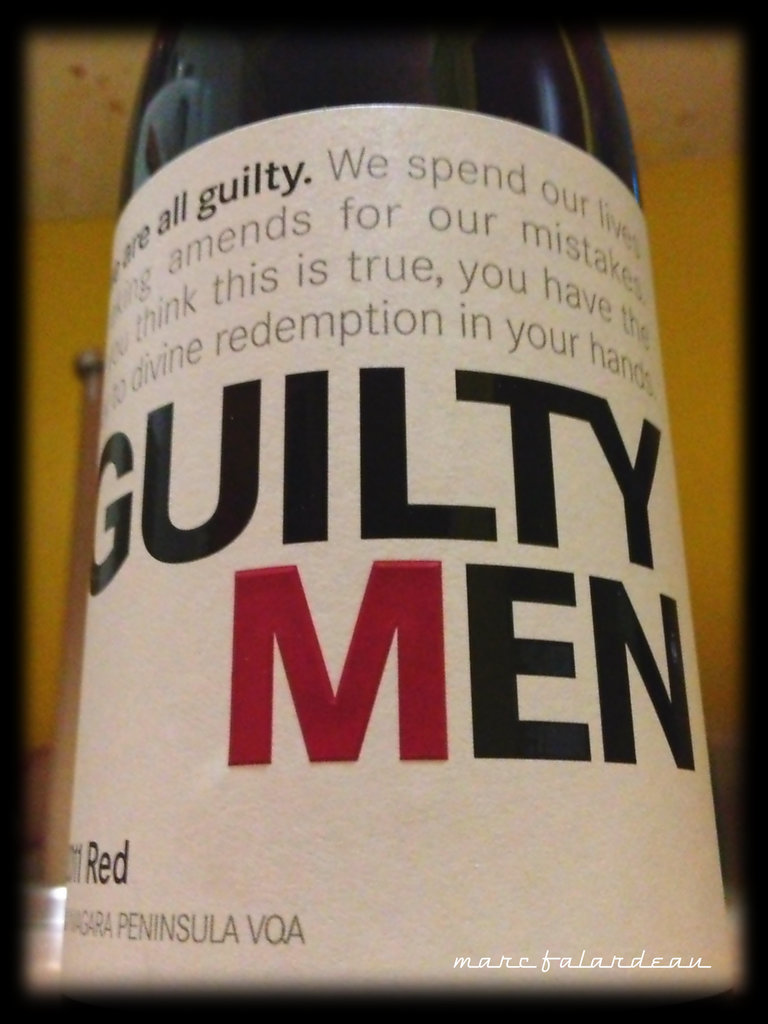 are all guilty. We spend our lives
amends for our mistakes.
think this is true, you have the
to divine redemption in your hands.
GUILTY
MEN
Red
PENINSULA VQA
marc falardeau